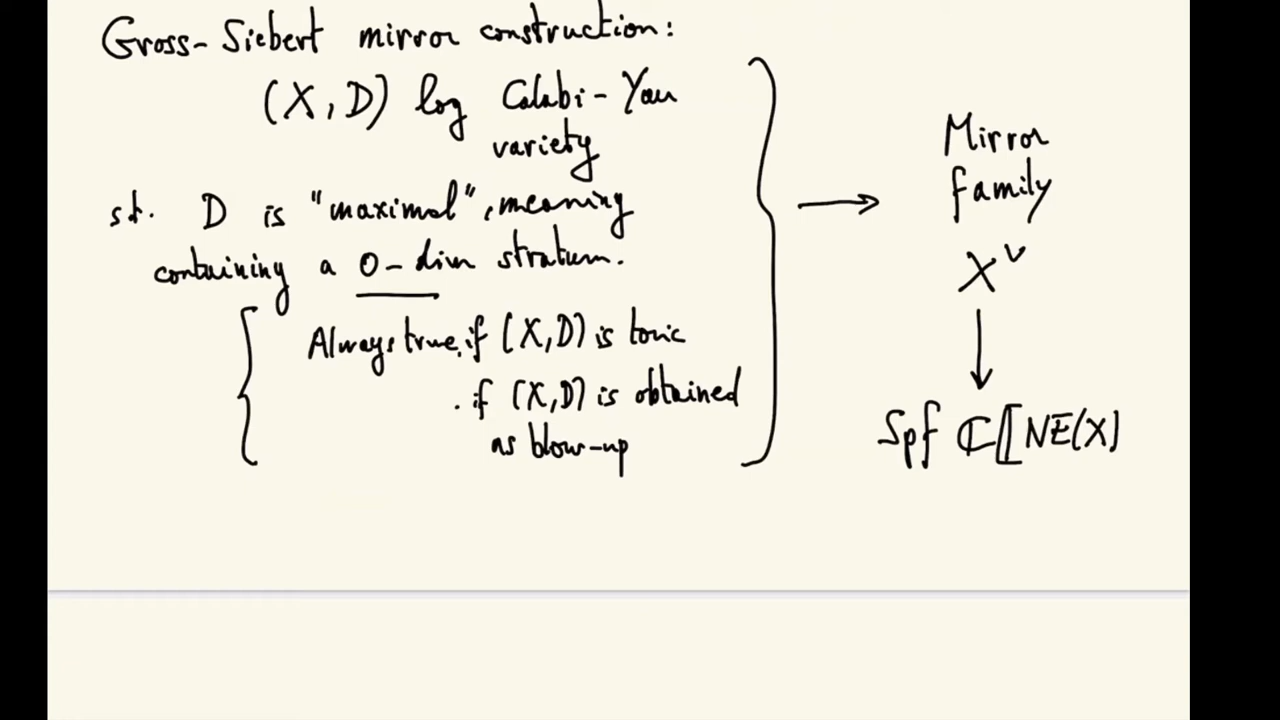 Gross-Siebert mirror construction:
(X, D) log Calabi-Yau
variety
st. D is "maximal", meaning
containing a 0-dim stratum.
Always true, if (X,D) is toric
. if (X,D) is obtained
as blow-up
Mirror
family
X^∨
Spf ℂ⟦NE(X)